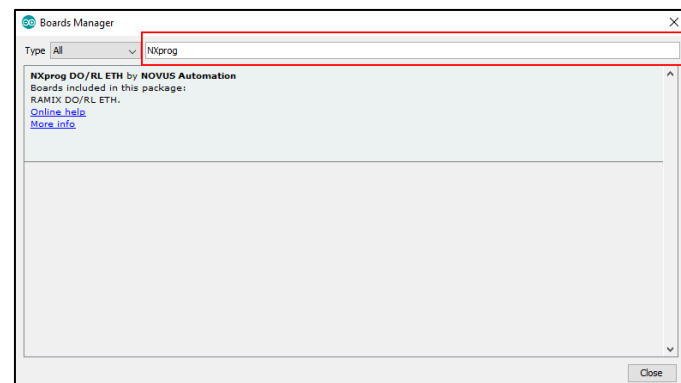 Boards Manager
Type All NXprog
NXprog DO/RL ETH by NOVUS Automation
Boards included in this package:
RAMIX DO/RL ETH.
Online help
More info
Close